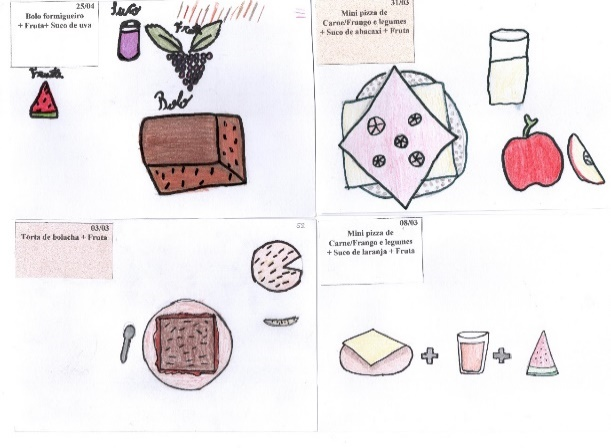 25/04
Bolo formigueiro
+ Fruta+ Suco de uva
Suco
Fruta
Fruta
Bolo
31/03
Mini pizza de
Carne/Frango e legumes
+ Suco de abacaxi + Fruta
03/03
Torta de bolacha + Fruta
08/03
Mini pizza de
Carne/Frango e legumes
+ Suco de laranja + Fruta